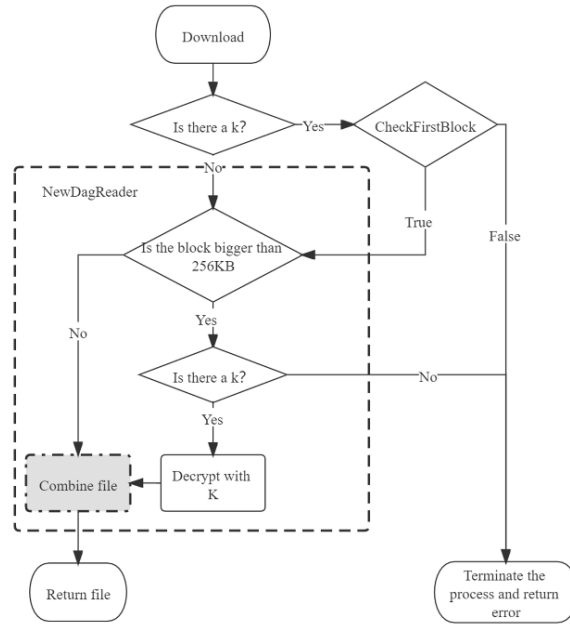 Download
Is there a k?
Yes
CheckFirstBlock
No
NewDagReader
True
False
Is the block bigger than
256KB
No
Yes
Is there a k?
No
Yes
Combine file
Decrypt with
K
Return file
Terminate the
process and return
error